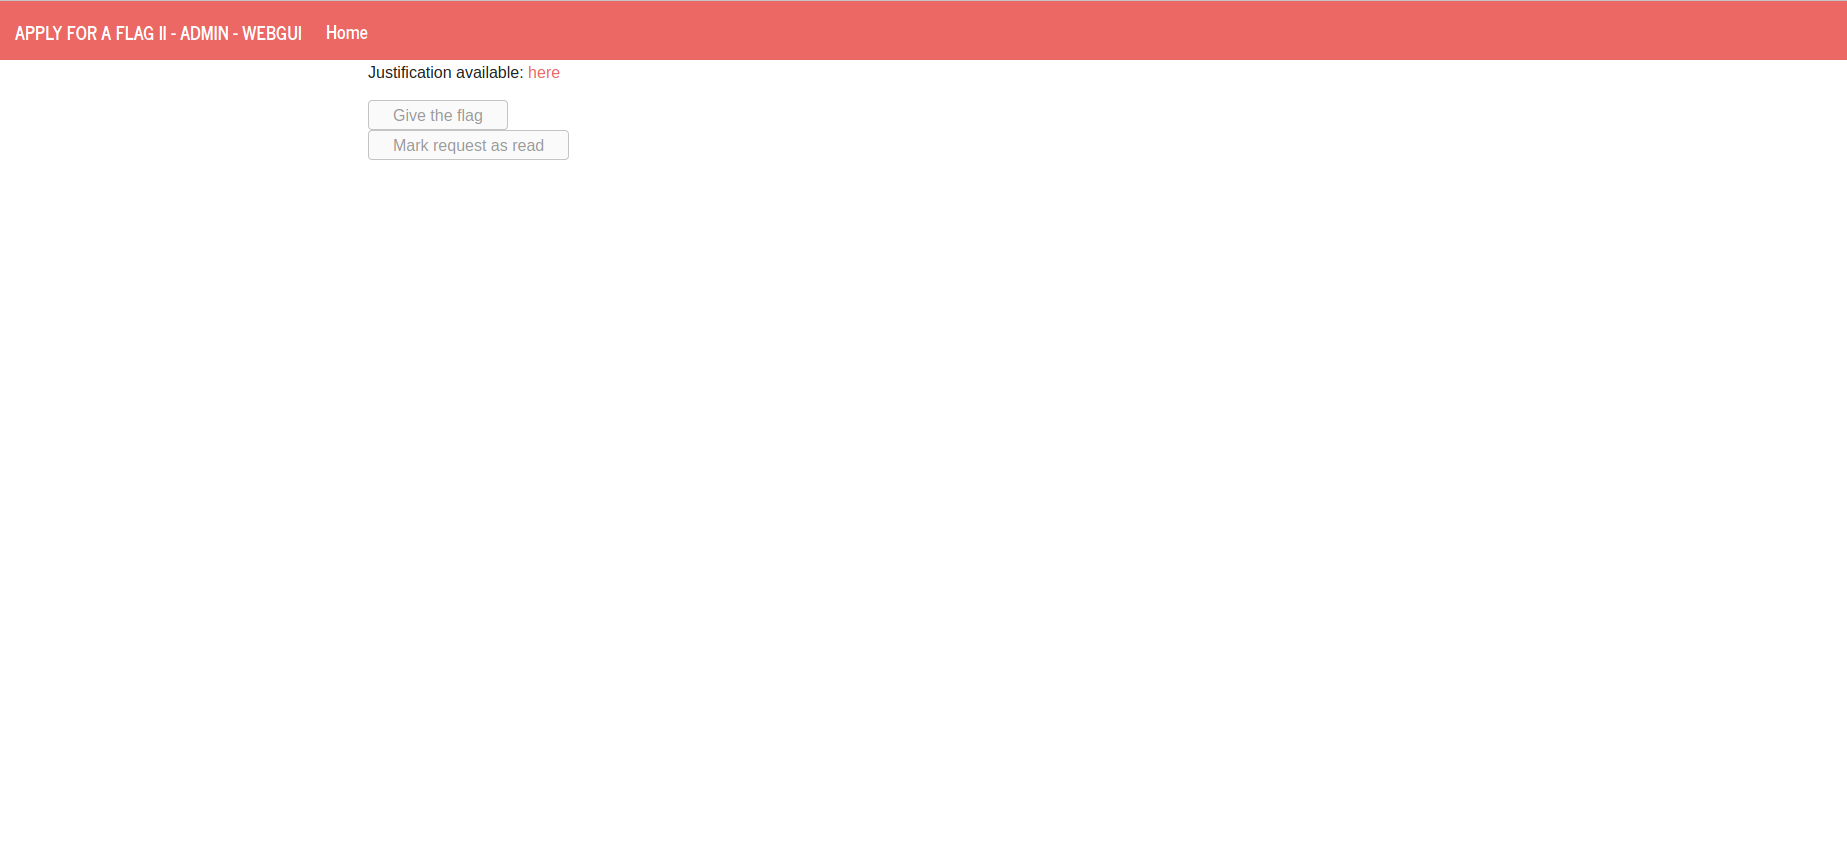 APPLY FOR A FLAG II - ADMIN - WEBGUI Home
Justification available: here
Give the flag
Mark request as read